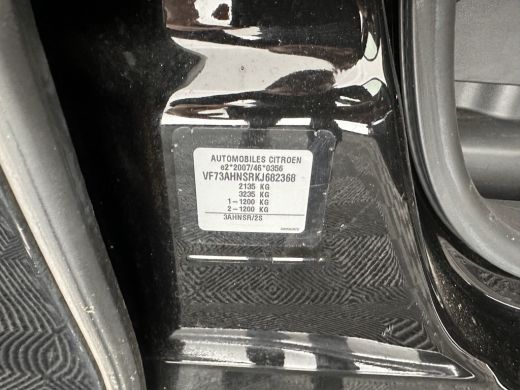 AUTOMOBILES CITROEN
e2*2007/46*0356
VF73AHNSRKJ682368
2135 KG
3235 KG
1-1200 KG
2-1200 KG
3AHNSR/2S